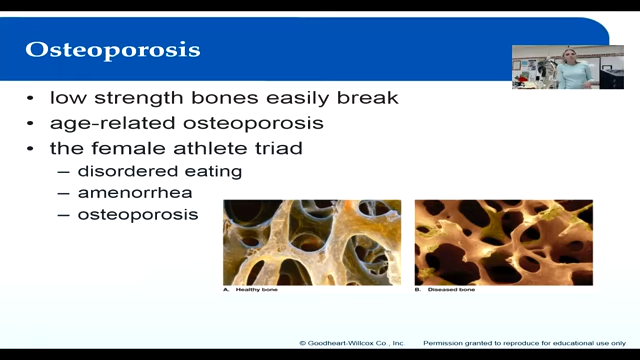 Osteoporosis
• low strength bones easily break
• age-related osteoporosis
• the female athlete triad
– disordered eating
– amenorrhea
– osteoporosis
A. Healthy bone
B. Diseased bone
© Goodheart-Willcox Co., Inc. Permission granted to reproduce for educational use only